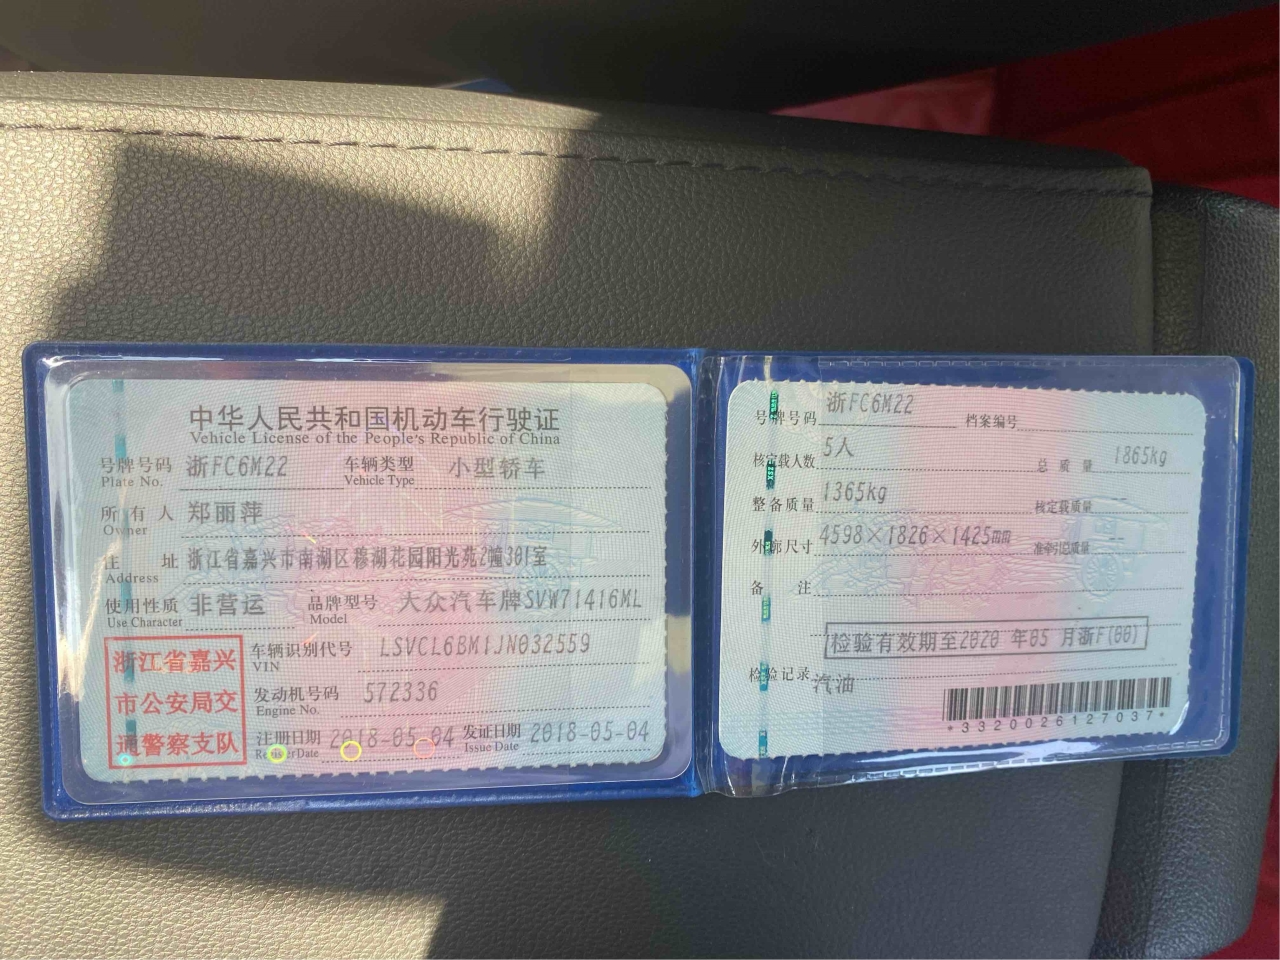 中华人民共和国机动车行驶证
Vehicle License of the People's Republic of China
号牌号码 浙FC6M22 车辆类型 小型轿车
Plate No. Vehicle Type
所有人 郑丽萍
Owner
住址 浙江省嘉兴市南湖区穆湖花园阳光苑2幢301室
Address
使用性质 非营运 品牌型号 大众汽车牌SVW71416ML
Use Character Model
浙江省嘉兴
市公安局交
通警察支队
车辆识别代号 LSVCL6BM1JN032559
VIN
发动机号码 572336
Engine No.
注册日期 2018-05-04 发证日期 2018-05-04
Register Date Issue Date
号牌号码 浙FC6M22 档案编号
核定载人数 5人 总质量 1865kg
整备质量 1365kg 核定载质量 --
外廓尺寸 4598×1826×1425mm 准牵引总质量 --
备注
检验有效期至2020 年05 月浙F(00)
检验记录 汽油
*3320026127037*